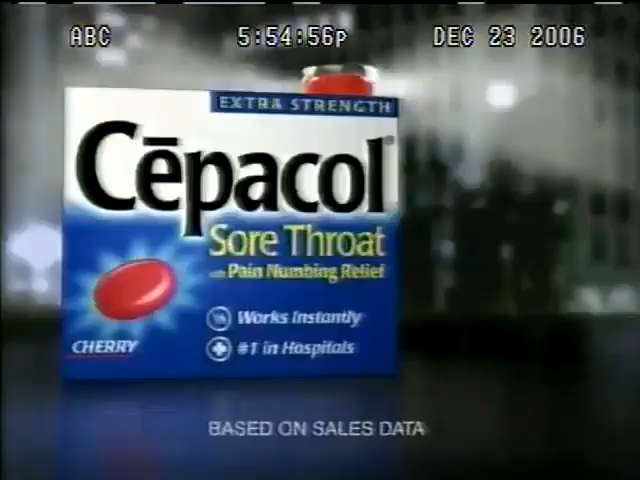 ABC 5:54:56p DEC 23 2006
EXTRA STRENGTH
Cēpacol®
Sore Throat
with Pain Numbing Relief
Works Instantly
#1 in Hospitals
CHERRY
BASED ON SALES DATA